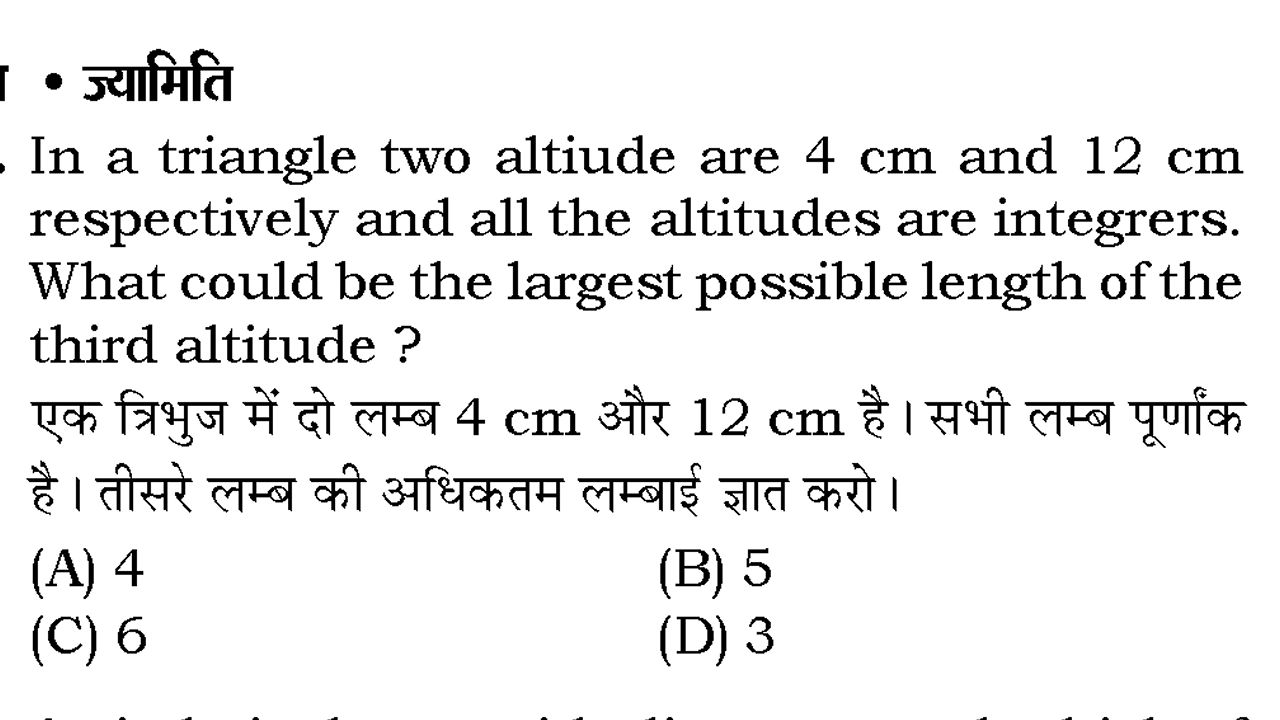 • ज्यामिति
. In a triangle two altiude are 4 cm and 12 cm
respectively and all the altitudes are integrers.
What could be the largest possible length of the
third altitude ?
एक त्रिभुज में दो लम्ब 4 cm और 12 cm है। सभी लम्ब पूर्णांक
है। तीसरे लम्ब की अधिकतम लम्बाई ज्ञात करो।
(A) 4 (B) 5
(C) 6 (D) 3